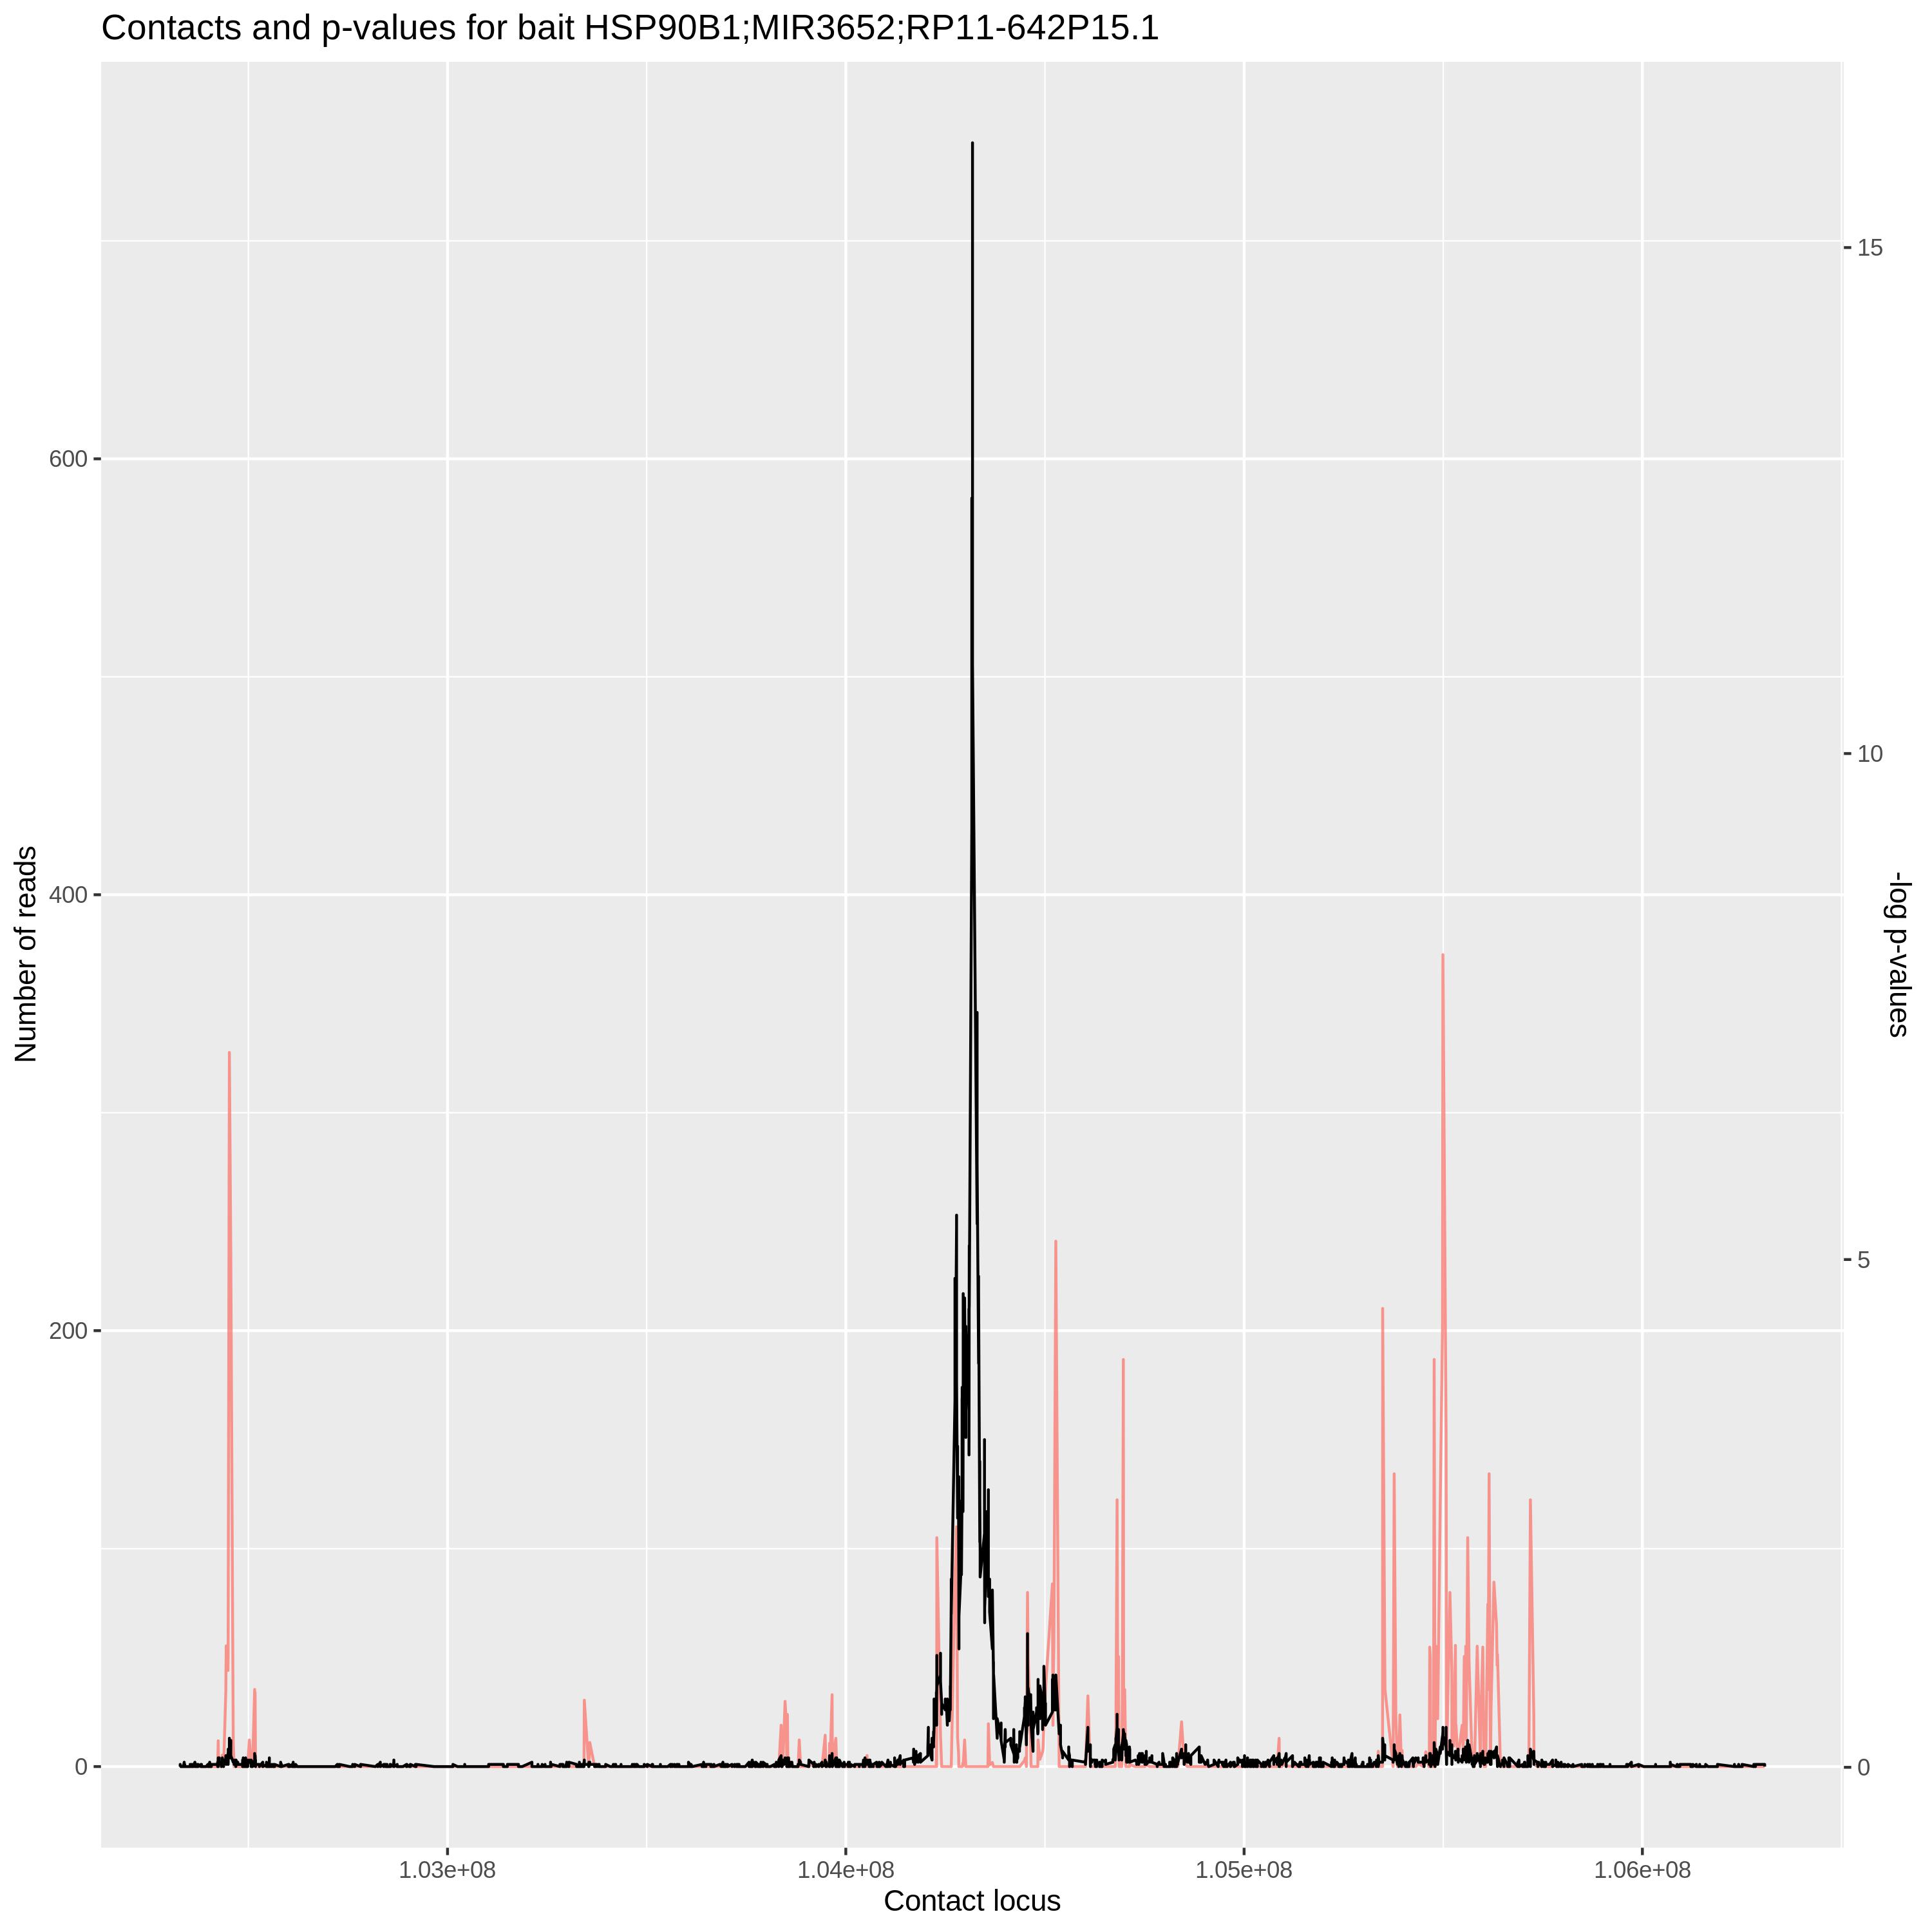 Contacts and p-values for bait HSP90B1;MIR3652;RP11-642P15.1
Number of reads
600
400
200
0
15
10
5
0
-log p-values
1.03e+08
1.04e+08
1.05e+08
1.06e+08
Contact locus